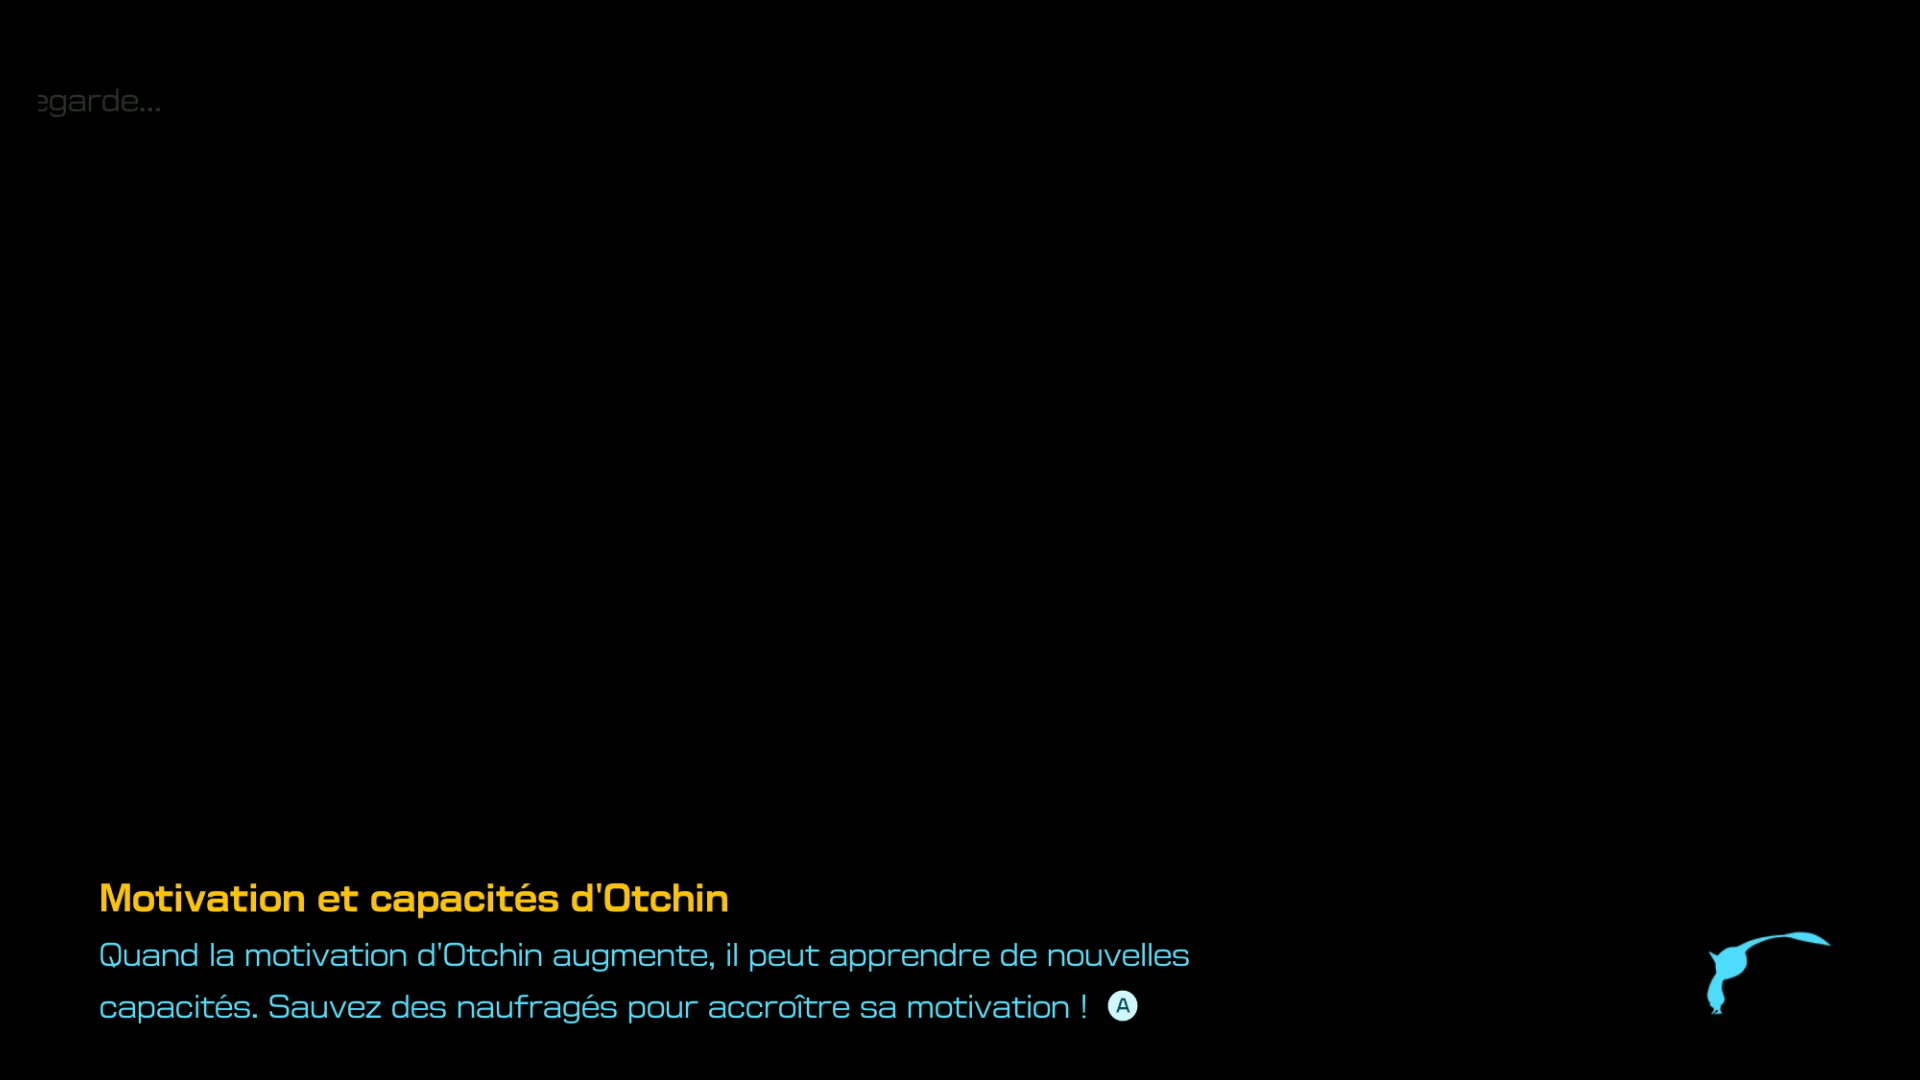 egarde...
Motivation et capacités d'Otchin
Quand la motivation d'Otchin augmente, il peut apprendre de nouvelles
capacités. Sauvez des naufragés pour accroître sa motivation ! A